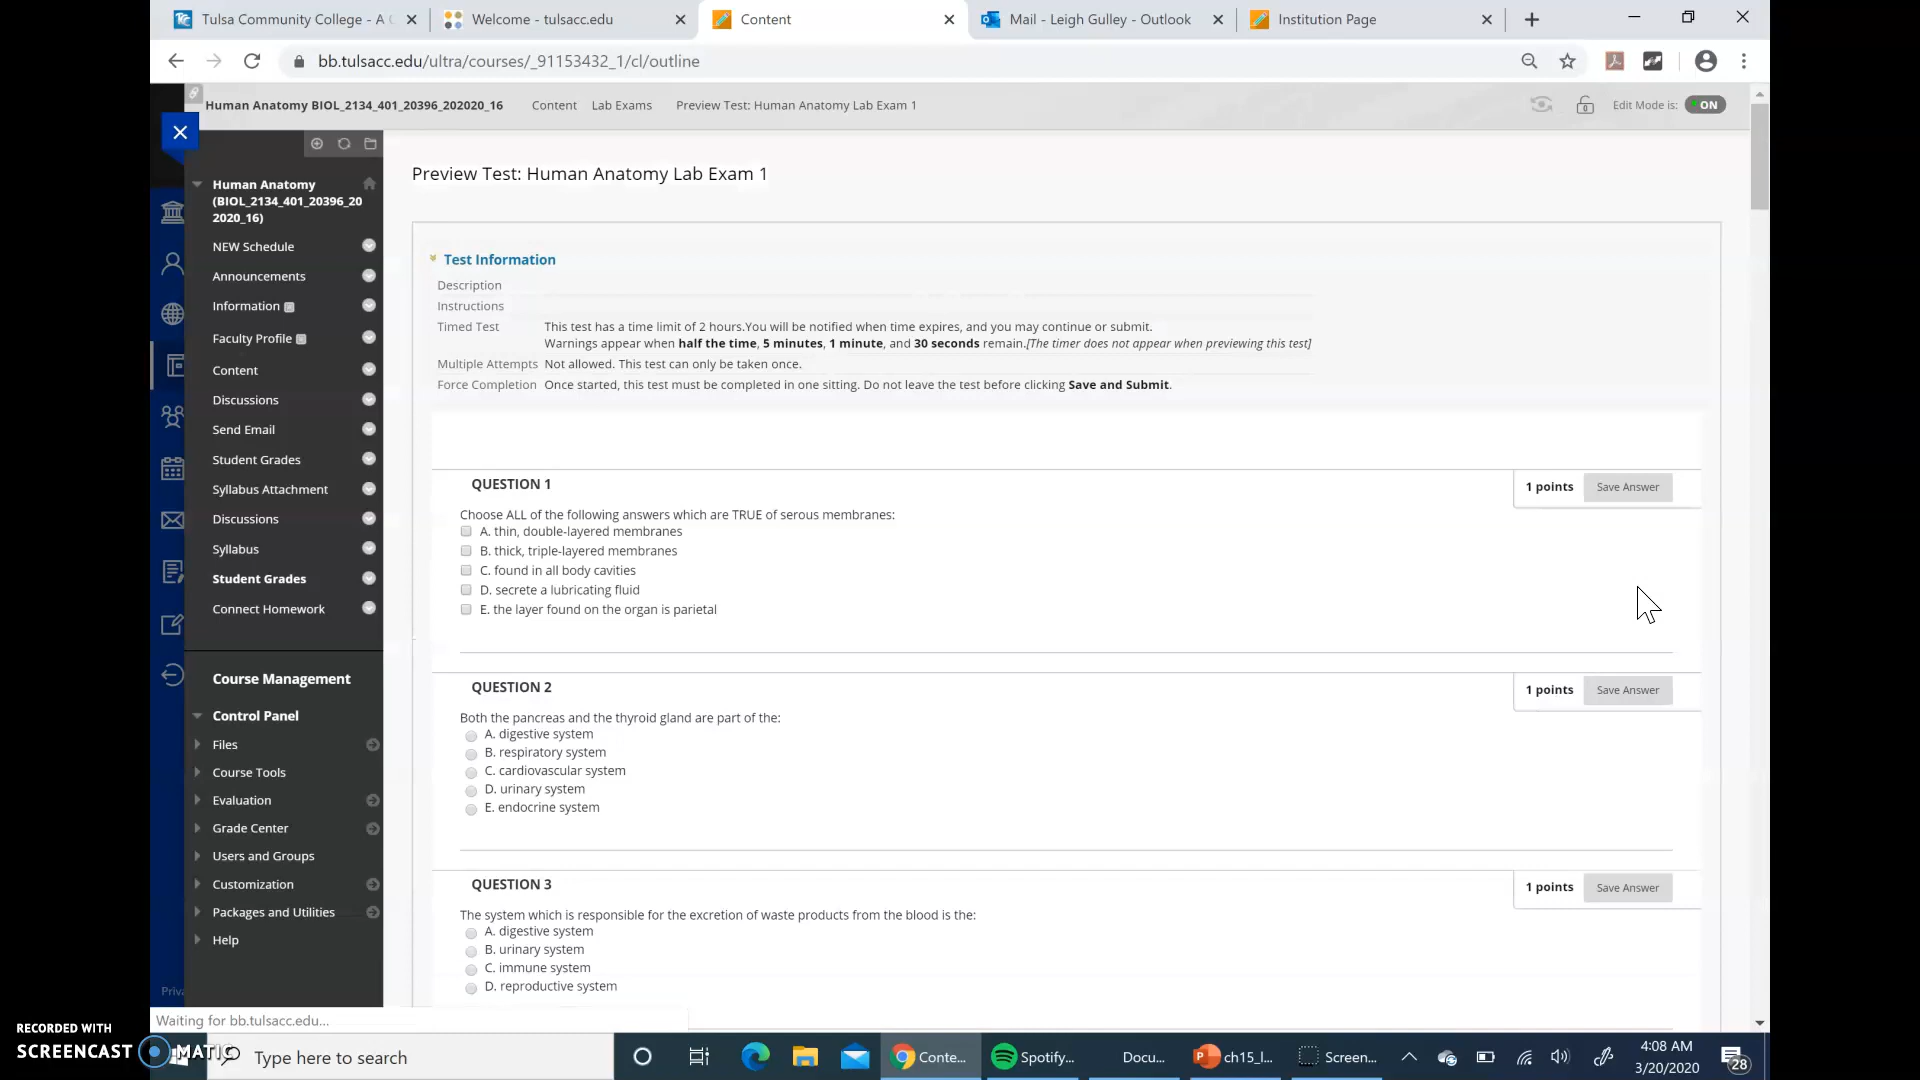 Tulsa Community College - A C
Welcome - tulsacc.edu
Content
Mail - Leigh Gulley - Outlook
Institution Page
bb.tulsacc.edu/ultra/courses/_91153432_1/cl/outline
Human Anatomy BIOL_2134_401_20396_202020_16
Content
Lab Exams
Preview Test: Human Anatomy Lab Exam 1
Edit Mode is:
ON
Human Anatomy
(BIOL_2134_401_20396_20
2020_16)
NEW Schedule
Announcements
Information
Faculty Profile
Content
Discussions
Send Email
Student Grades
Syllabus Attachment
Discussions
Syllabus
Student Grades
Connect Homework
Course Management
Control Panel
Files
Course Tools
Evaluation
Grade Center
Users and Groups
Customization
Packages and Utilities
Help
Priva
Preview Test: Human Anatomy Lab Exam 1
Test Information
Description
Instructions
Timed Test This test has a time limit of 2 hours.You will be notified when time expires, and you may continue or submit.
Warnings appear when half the time, 5 minutes, 1 minute, and 30 seconds remain.[The timer does not appear when previewing this test]
Multiple Attempts Not allowed. This test can only be taken once.
Force Completion Once started, this test must be completed in one sitting. Do not leave the test before clicking Save and Submit.
QUESTION 1
1 points Save Answer
Choose ALL of the following answers which are TRUE of serous membranes:
A. thin, double-layered membranes
B. thick, triple-layered membranes
C. found in all body cavities
D. secrete a lubricating fluid
E. the layer found on the organ is parietal
QUESTION 2
1 points Save Answer
Both the pancreas and the thyroid gland are part of the:
A. digestive system
B. respiratory system
C. cardiovascular system
D. urinary system
E. endocrine system
QUESTION 3
1 points Save Answer
The system which is responsible for the excretion of waste products from the blood is the:
A. digestive system
B. urinary system
C. immune system
D. reproductive system
Waiting for bb.tulsacc.edu...
RECORDED WITH
SCREENCAST MATIC
Type here to search
Conte...
Spotify...
Docu...
ch15_l...
Screen...
4:08 AM
3/20/2020
28